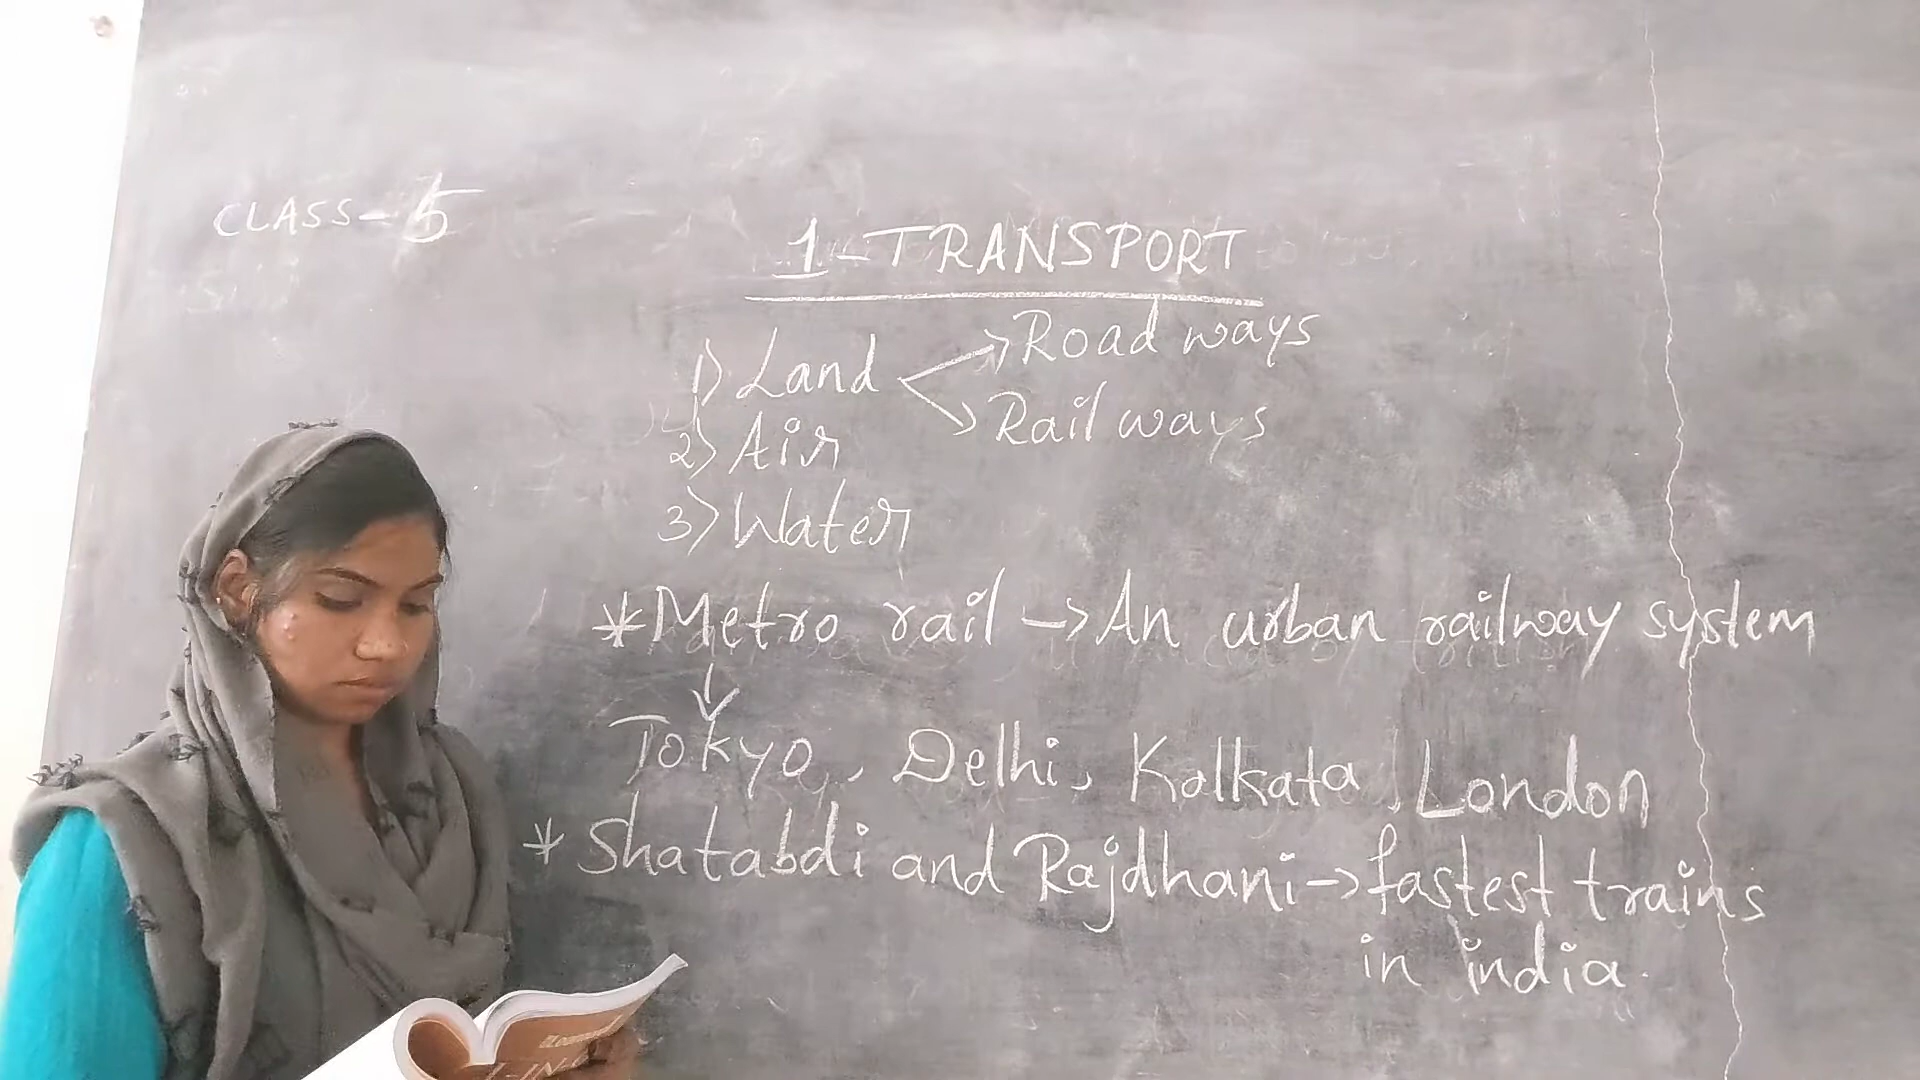 CLASS-5
1-TRANSPORT
1) Land → Road ways
→ Rail ways
2) Air
3) Water
*Metro rail → An urban railway system
↓
Tokyo, Delhi, Kolkata, London
* Shatabdi and Rajdhani → fastest trains
in india.